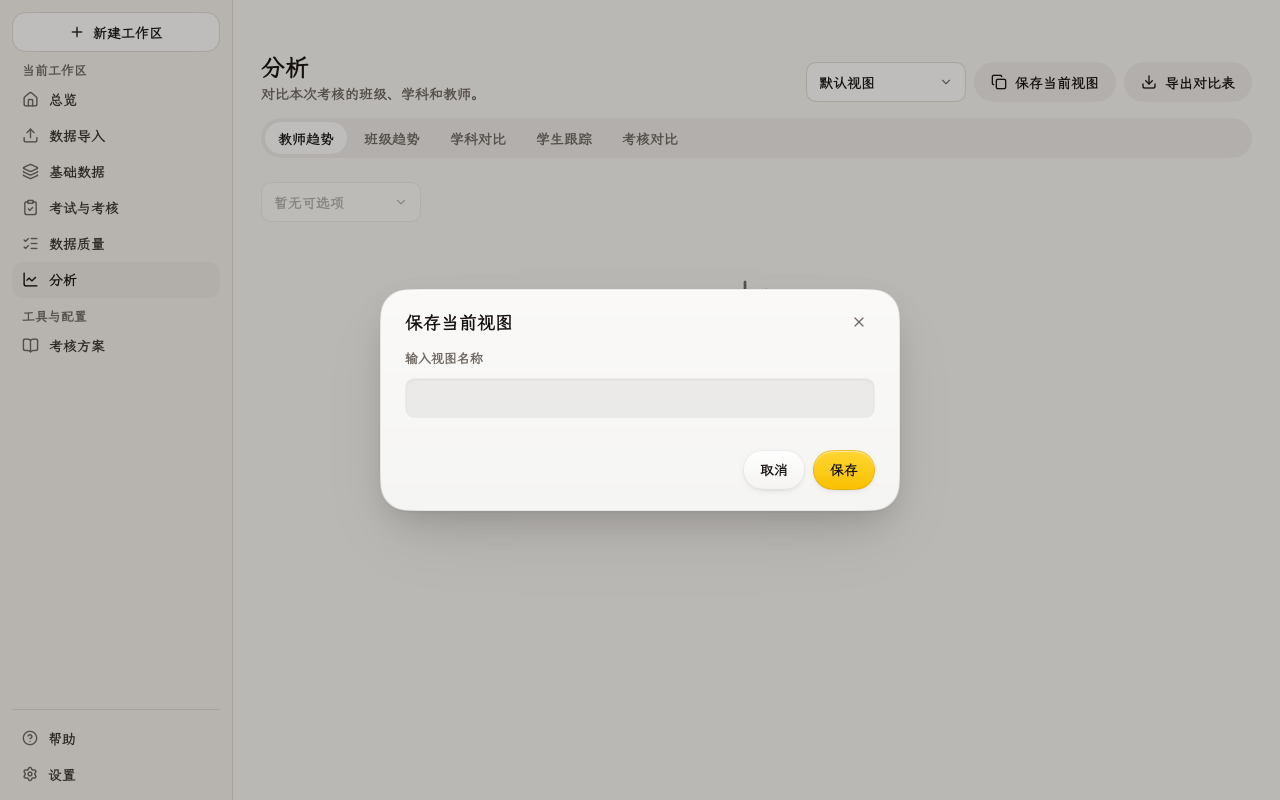 新建工作区
当前工作区
总览
数据导入
基础数据
考试与考核
数据质量
分析
工具与配置
考核方案
帮助
设置
分析
对比本次考核的班级、学科和教师。
默认视图
保存当前视图
导出对比表
教师趋势
班级趋势
学科对比
学生跟踪
考核对比
暂无可选项
保存当前视图
输入视图名称
取消
保存